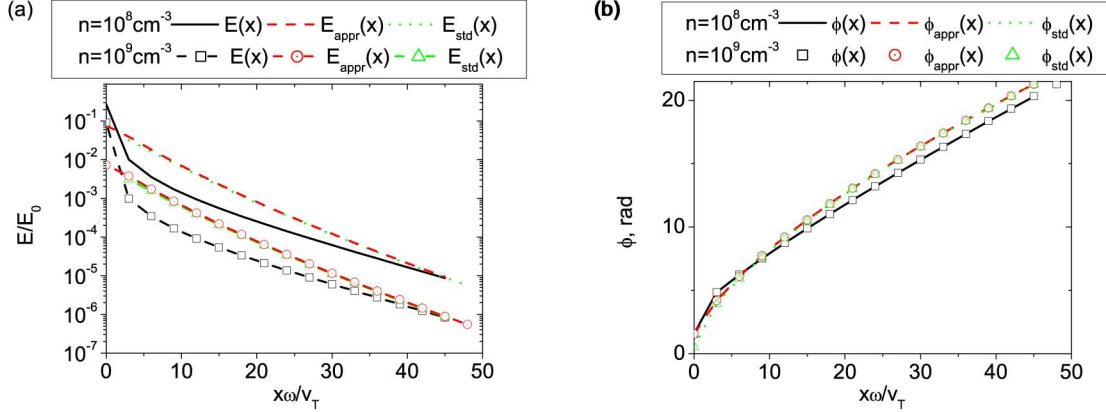 (a)
n=10⁸cm⁻³ E(x) E_appr(x) E_std(x)
n=10⁹cm⁻³ E(x) E_appr(x) E_std(x)
10⁻¹
10⁻²
10⁻³
10⁻⁴
10⁻⁵
10⁻⁶
10⁻⁷
E/E₀
0 10 20 30 40 50
xω/v_T
(b)
n=10⁸cm⁻³ ϕ(x) ϕ_appr(x) ϕ_std(x)
n=10⁹cm⁻³ ϕ(x) ϕ_appr(x) ϕ_std(x)
20
10
0
ϕ, rad
0 10 20 30 40 50
xω/v_T